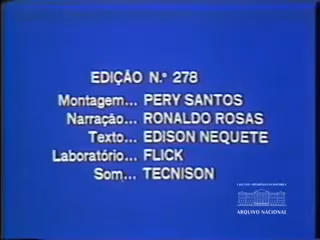 EDIÇÃO N.º 278
Montagem... PERY SANTOS
Narração... RONALDO ROSAS
Texto... EDISON NEQUETE
Laboratório... FLICK
Som... TECNISON
ARQUIVO NACIONAL